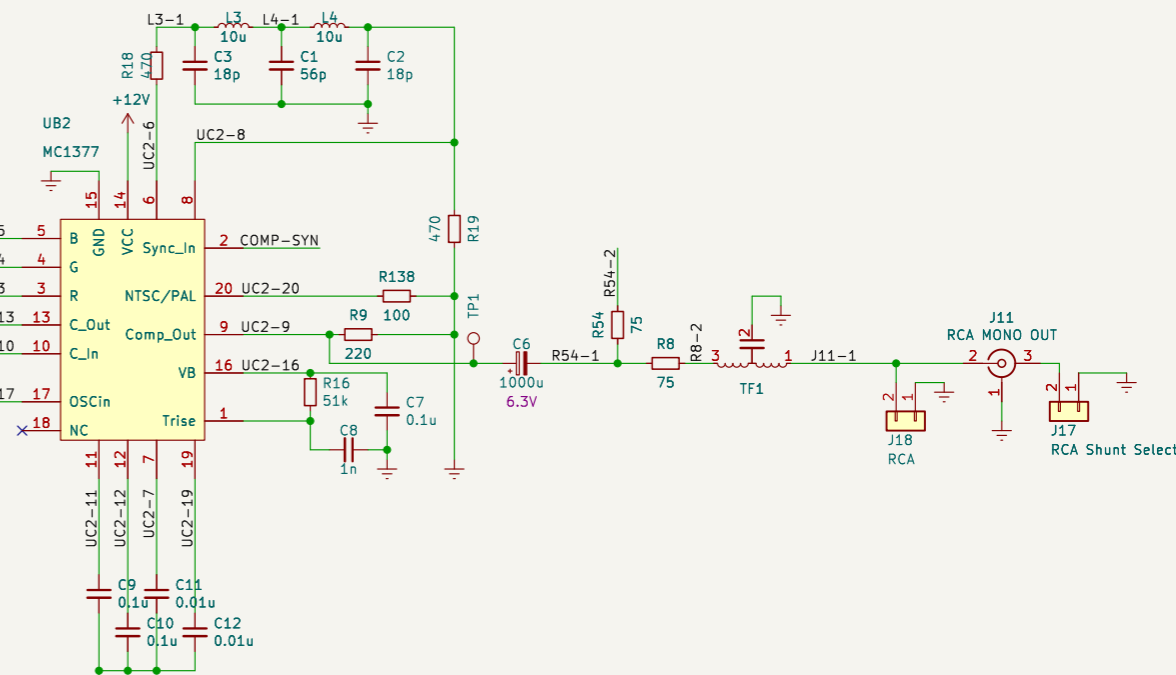 L3-1
L3
10u
L4-1
L4
10u
R18
470
C3
18p
C1
56p
C2
18p
+12V
UB2
MC1377
UC2-6
UC2-8
15
14
6
8
GND
VCC
Sync_In
5
B
4
G
3
R
13
C_Out
10
C_In
17
17
OSCin
18
NC
NTSC/PAL
Comp_Out
VB
Trise
2
COMP-SYN
20
UC2-20
R138
100
9
UC2-9
R9
220
16
UC2-16
R16
51k
C7
0.1u
1
C8
1n
470
R19
TP1
C6
1000u
6.3V
R54-2
R54
75
R54-1
R8
75
R8-2
3
2
1
TF1
J11-1
J11
RCA MONO OUT
2
3
1
2
1
J18
RCA
2
1
J17
RCA Shunt Select
11
12
7
19
UC2-11
UC2-12
UC2-7
UC2-19
C9
0.1u
C11
0.01u
C10
0.1u
C12
0.01u